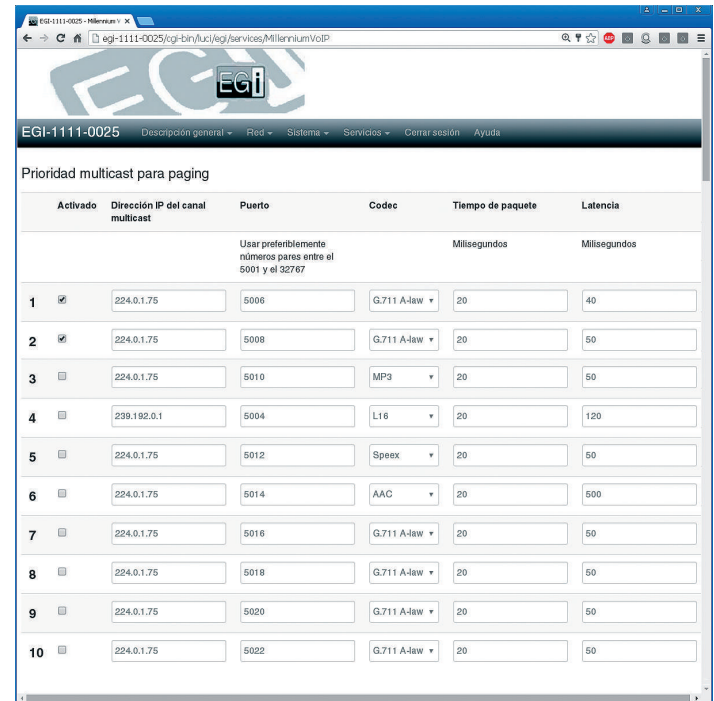 EGI-1111-0025 - Millennium V
egi-1111-0025/cgi-bin/luci/egi/services/MillenniumVoIP
ABP
EGi
EGI-1111-0025 Descripción general Red Sistema Servicios Cerrar sesión Ayuda
Prioridad multicast para paging
Activado Dirección IP del canal Puerto Codec Tiempo de paquete Latencia
multicast
Usar preferiblemente Milisegundos Milisegundos
números pares entre el
5001 y el 32767
1 224.0.1.75 5006 G.711 A-law 20 40
2 224.0.1.75 5008 G.711 A-law 20 50
3 224.0.1.75 5010 MP3 20 50
4 239.192.0.1 5004 L16 20 120
5 224.0.1.75 5012 Speex 20 50
6 224.0.1.75 5014 AAC 20 500
7 224.0.1.75 5016 G.711 A-law 20 50
8 224.0.1.75 5018 G.711 A-law 20 50
9 224.0.1.75 5020 G.711 A-law 20 50
10 224.0.1.75 5022 G.711 A-law 20 50